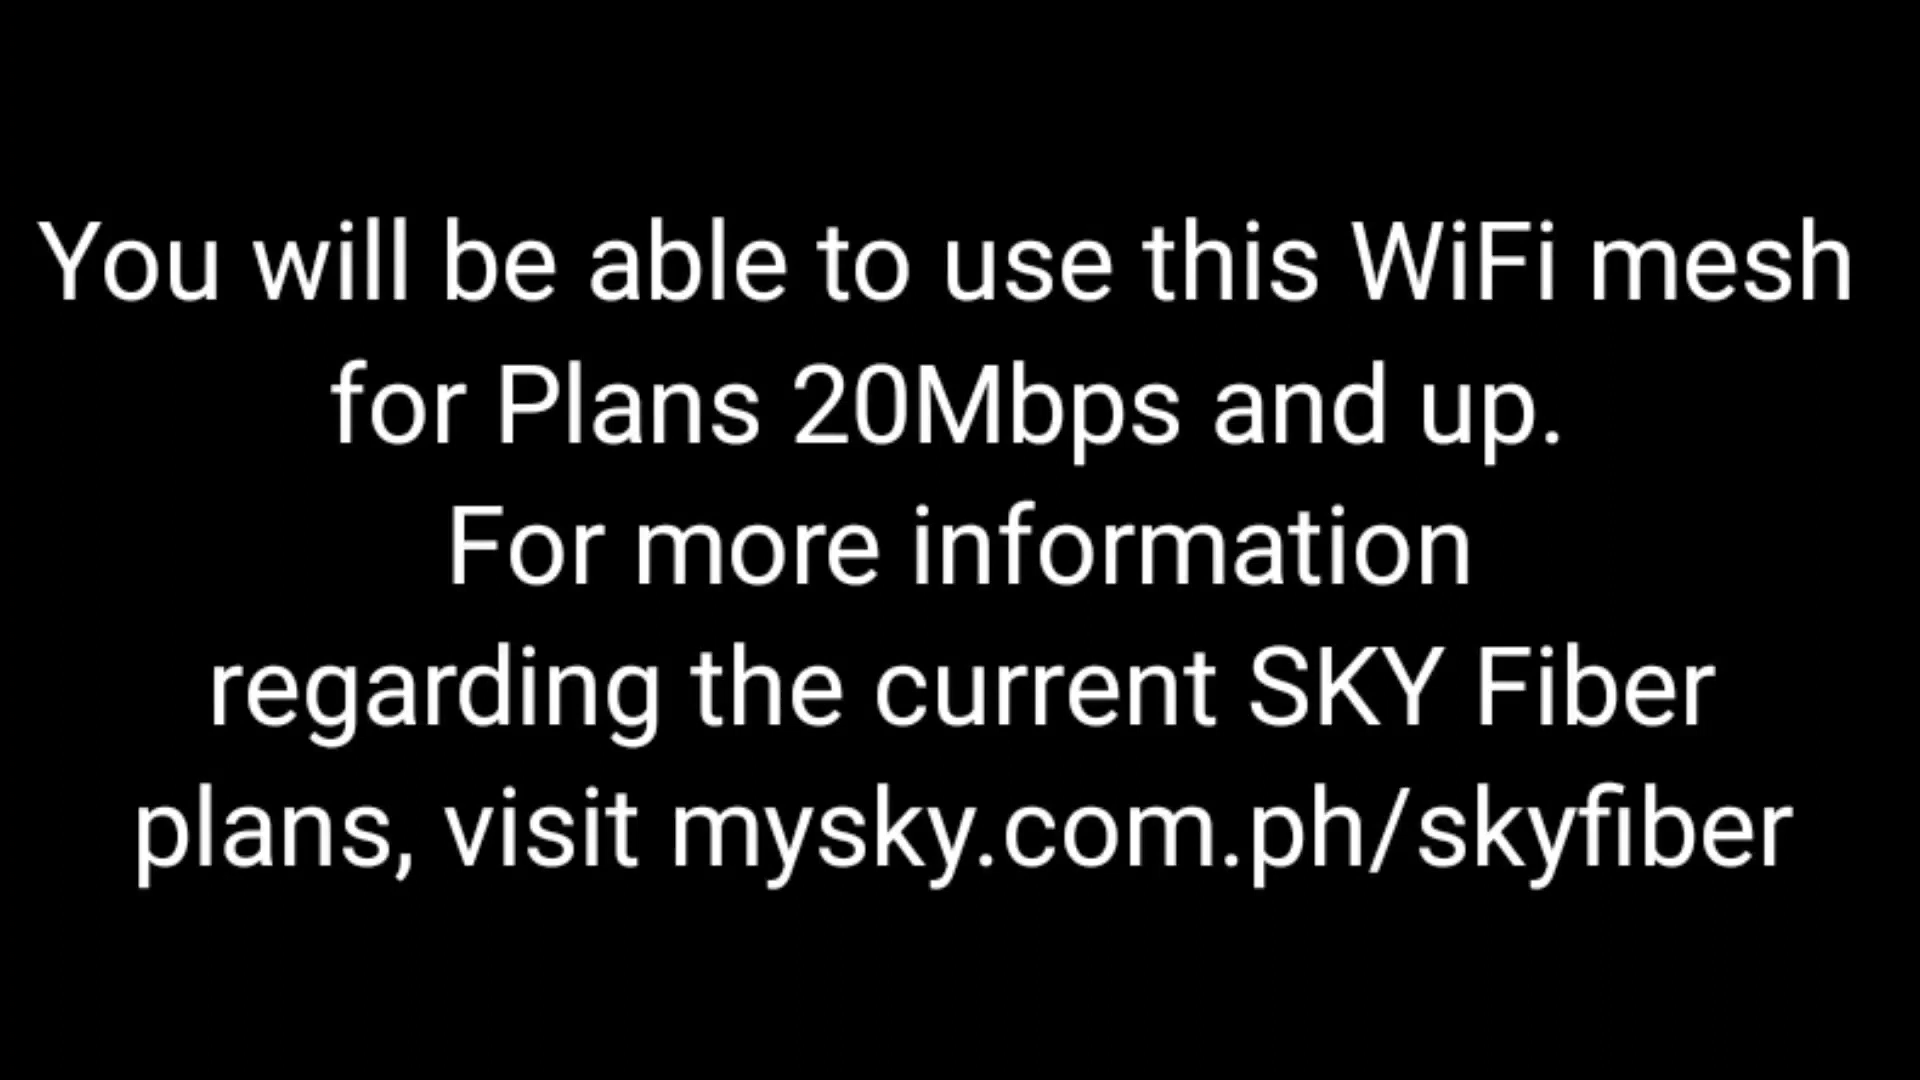 You will be able to use this WiFi mesh
for Plans 20Mbps and up.
For more information
regarding the current SKY Fiber
plans, visit mysky.com.ph/skyfiber